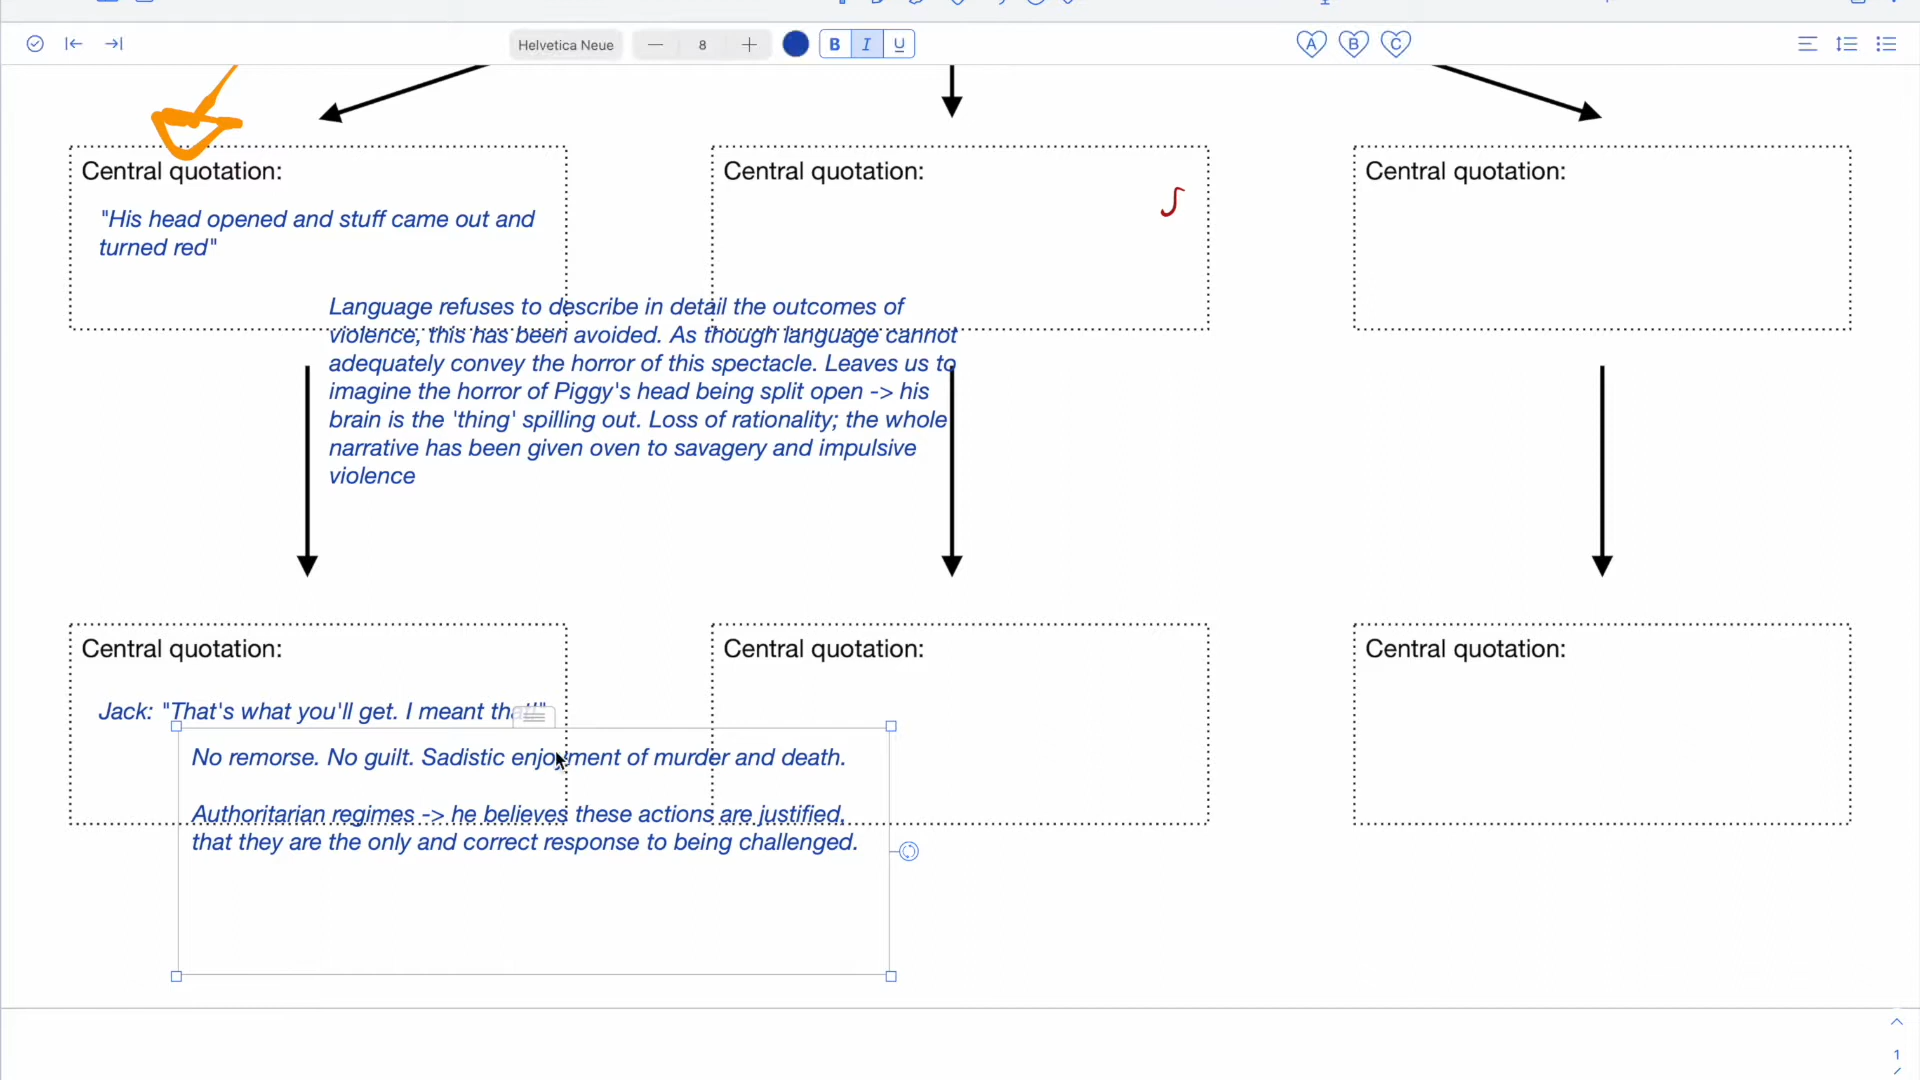 Helvetica Neue
8
B
I
U
A
B
C
Central quotation:
"His head opened and stuff came out and
turned red"
Central quotation:
Central quotation:
Language refuses to describe in detail the outcomes of
violence, this has been avoided. As though language cannot
adequately convey the horror of this spectacle. Leaves us to
imagine the horror of Piggy's head being split open -> his
brain is the 'thing' spilling out. Loss of rationality; the whole
narrative has been given oven to savagery and impulsive
violence
Central quotation:
Jack: "That's what you'll get. I meant that!"
No remorse. No guilt. Sadistic enjoyment of murder and death.
Authoritarian regimes -> he believes these actions are justified,
that they are the only and correct response to being challenged.
Central quotation:
Central quotation:
1